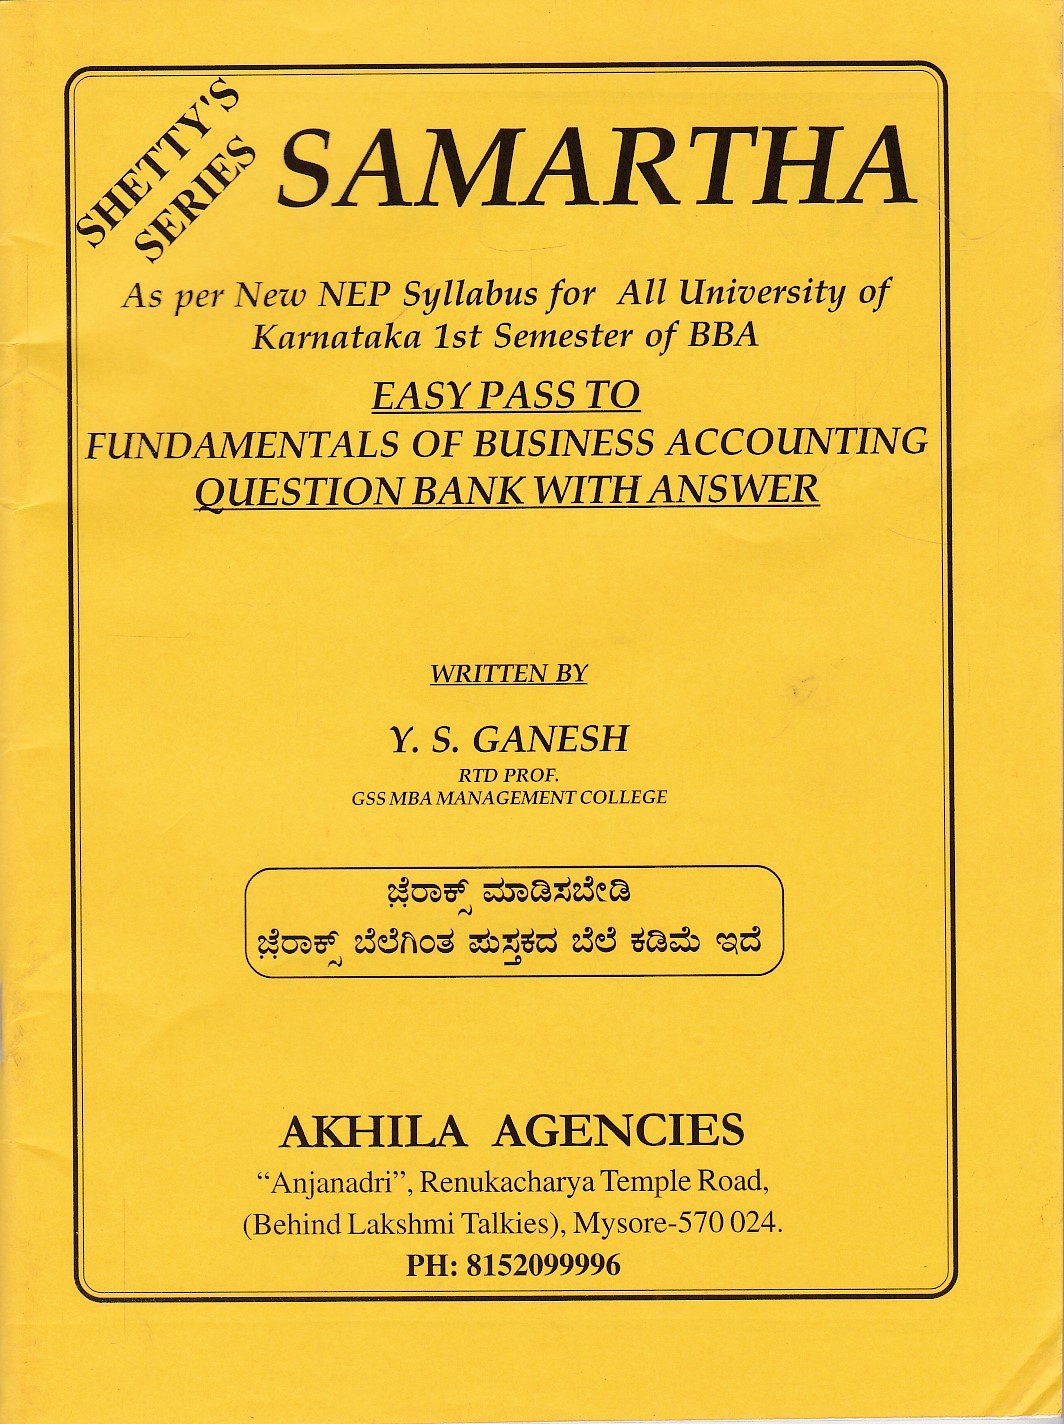 SHETTY'S
SERIES
SAMARTHA
As per New NEP Syllabus for All University of
Karnataka 1st Semester of BBA
EASY PASS TO
FUNDAMENTALS OF BUSINESS ACCOUNTING
QUESTION BANK WITH ANSWER
WRITTEN BY
Y. S. GANESH
RTD PROF.
GSS MBA MANAGEMENT COLLEGE
ಜೆ಼ರಾಕ್ಸ್ ಮಾಡಿಸಬೇಡಿ
ಜೆ಼ರಾಕ್ಸ್ ಬೆಲೆಗಿಂತ ಪುಸ್ತಕದ ಬೆಲೆ ಕಡಿಮೆ ಇದೆ
AKHILA AGENCIES
“Anjanadri”, Renukacharya Temple Road,
(Behind Lakshmi Talkies), Mysore-570 024.
PH: 8152099996